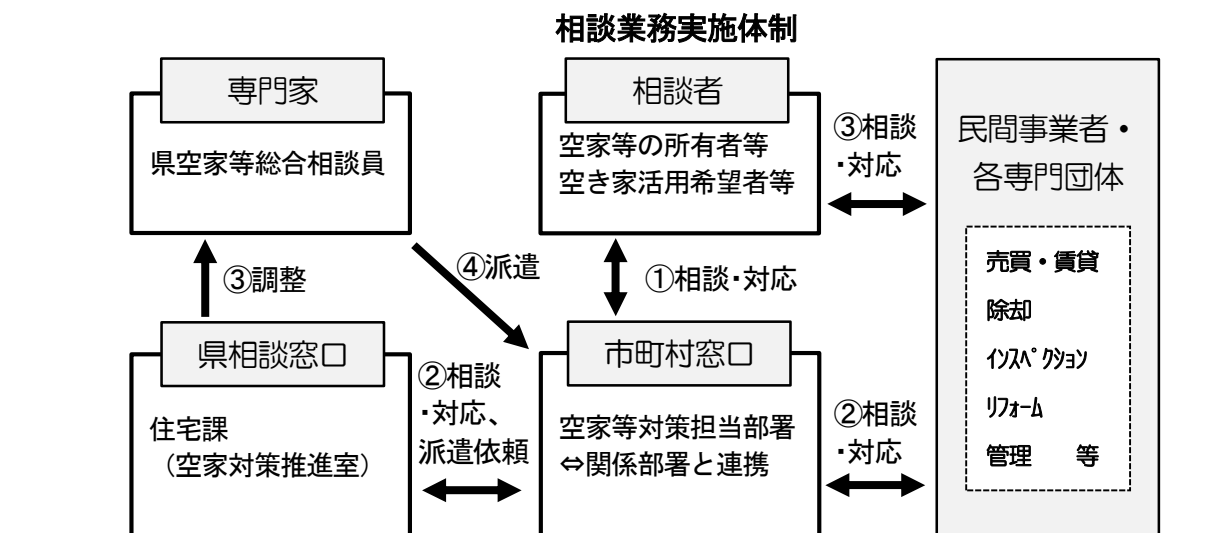 相談業務実施体制
専門家
県空家等総合相談員
相談者
空家等の所有者等
空き家活用希望者等
③相談
・対応
民間事業者・
各専門団体
売買・賃貸
除却
ｲﾝｽﾍﾟｸｼｮﾝ
ﾘﾌｫｰﾑ
管理　等
③調整
④派遣
①相談・対応
県相談窓口
住宅課
（空家対策推進室）
②相談
・対応、
派遣依頼
市町村窓口
空家等対策担当部署
⇔関係部署と連携
②相談
・対応